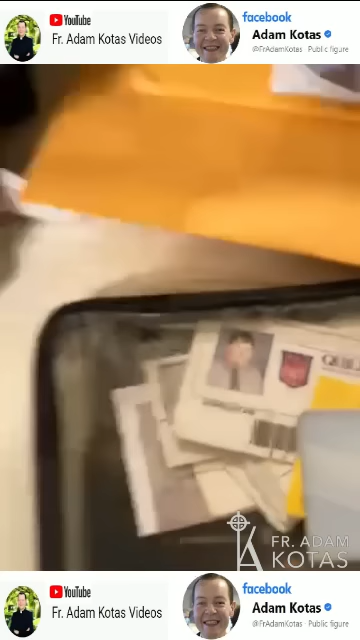 YouTube
Fr. Adam Kotas Videos
facebook
Adam Kotas
@FrAdamKotas · Public figure
FR. ADAM
KOTAS
YouTube
Fr. Adam Kotas Videos
facebook
Adam Kotas
@FrAdamKotas · Public figure